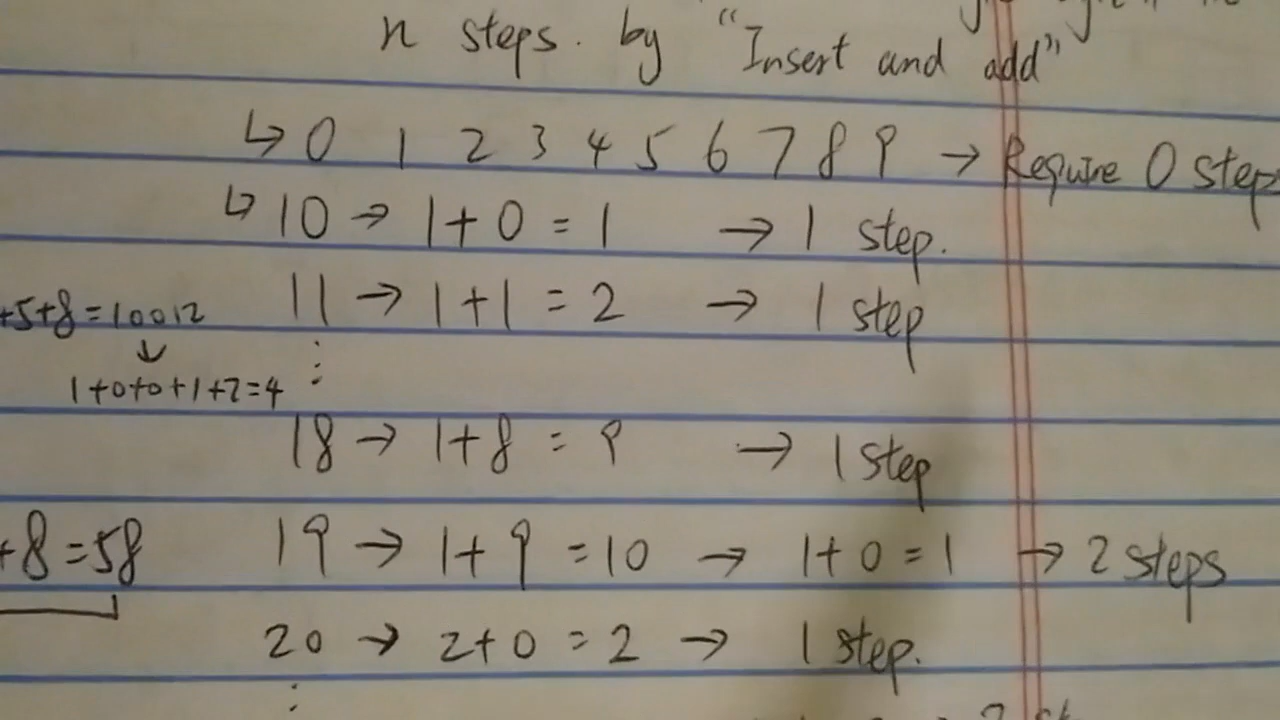 n steps. by "Insert and add"
↳ 0 1 2 3 4 5 6 7 8 9 → Require 0 step
↳ 10 → 1+0 = 1 → 1 step.
11 → 1+1 = 2 → 1 step
+5+8=10012
↓
1+0+0+1+2=4
⋮
18 → 1+8 = 9 → 1 step
+8=58
19 → 1+9 =10 → 1+0=1 → 2 steps
20 → 2+0 = 2 → 1 step.
⋮